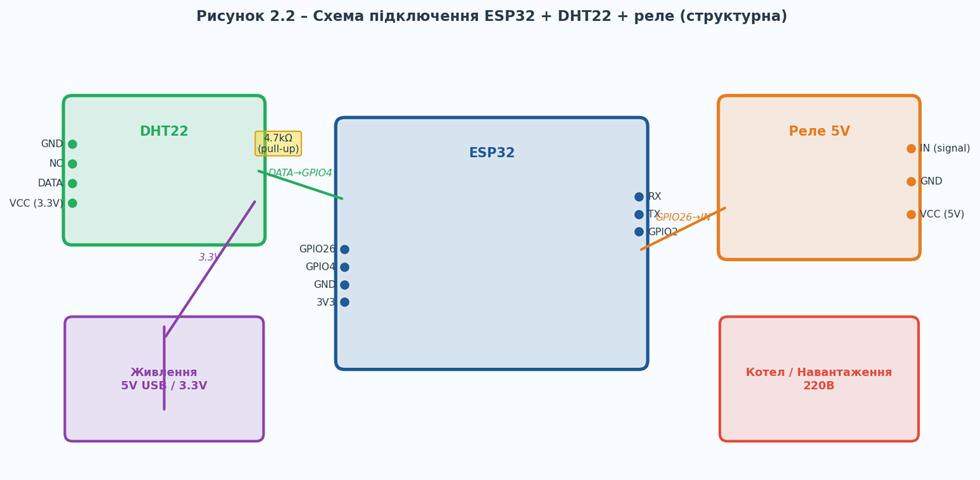 Рисунок 2.2 – Схема підключення ESP32 + DHT22 + реле (структурна)
DHT22
GND
NC
DATA
VCC (3.3V)
4.7kΩ
(pull-up)
DATA→GPIO4
3.3V
ESP32
GPIO26
GPIO4
GND
3V3
RX
TX
GPIO2
GPIO26→IN
Реле 5V
IN (signal)
GND
VCC (5V)
Живлення
5V USB / 3.3V
Котел / Навантаження
220В